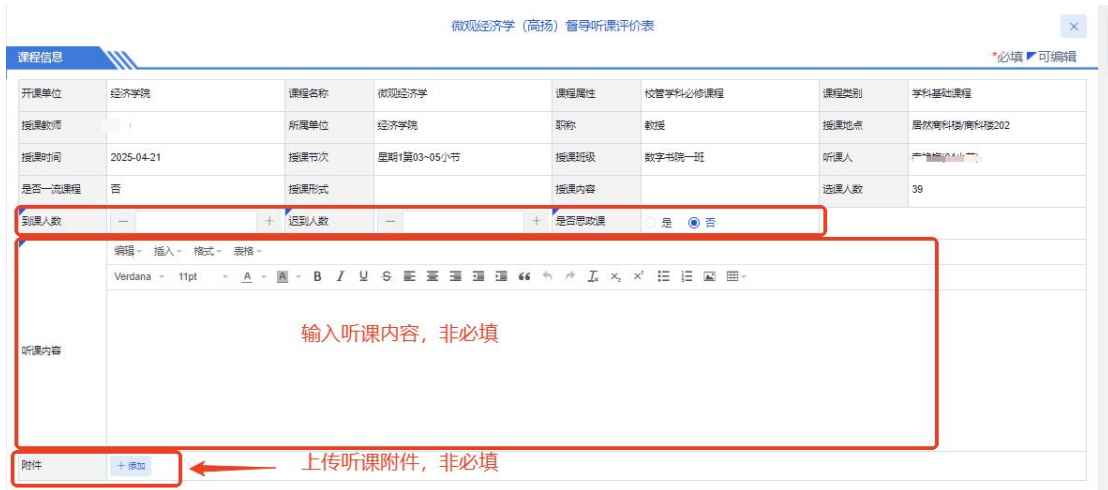 微观经济学（高扬）督导听课评价表
×
课程信息
*必填 可编辑
开课单位 经济学院 课程名称 微观经济学 课程属性 校管学科必修课程 课程类别 学科基础课程
授课教师 所属单位 经济学院 职称 教授 授课地点 居然商科楼/商科楼202
授课时间 2025-04-21 授课节次 星期1第03~05小节 授课班级 数字书院一班 听课人
是否一流课程 否 授课形式 授课内容 选课人数 39
到课人数 － ＋ 迟到人数 － ＋ 是否思政课 是 否
编辑 插入 格式 表格
Verdana 11pt A A B I U S
听课内容
输入听课内容，非必填
附件 ＋添加
上传听课附件，非必填